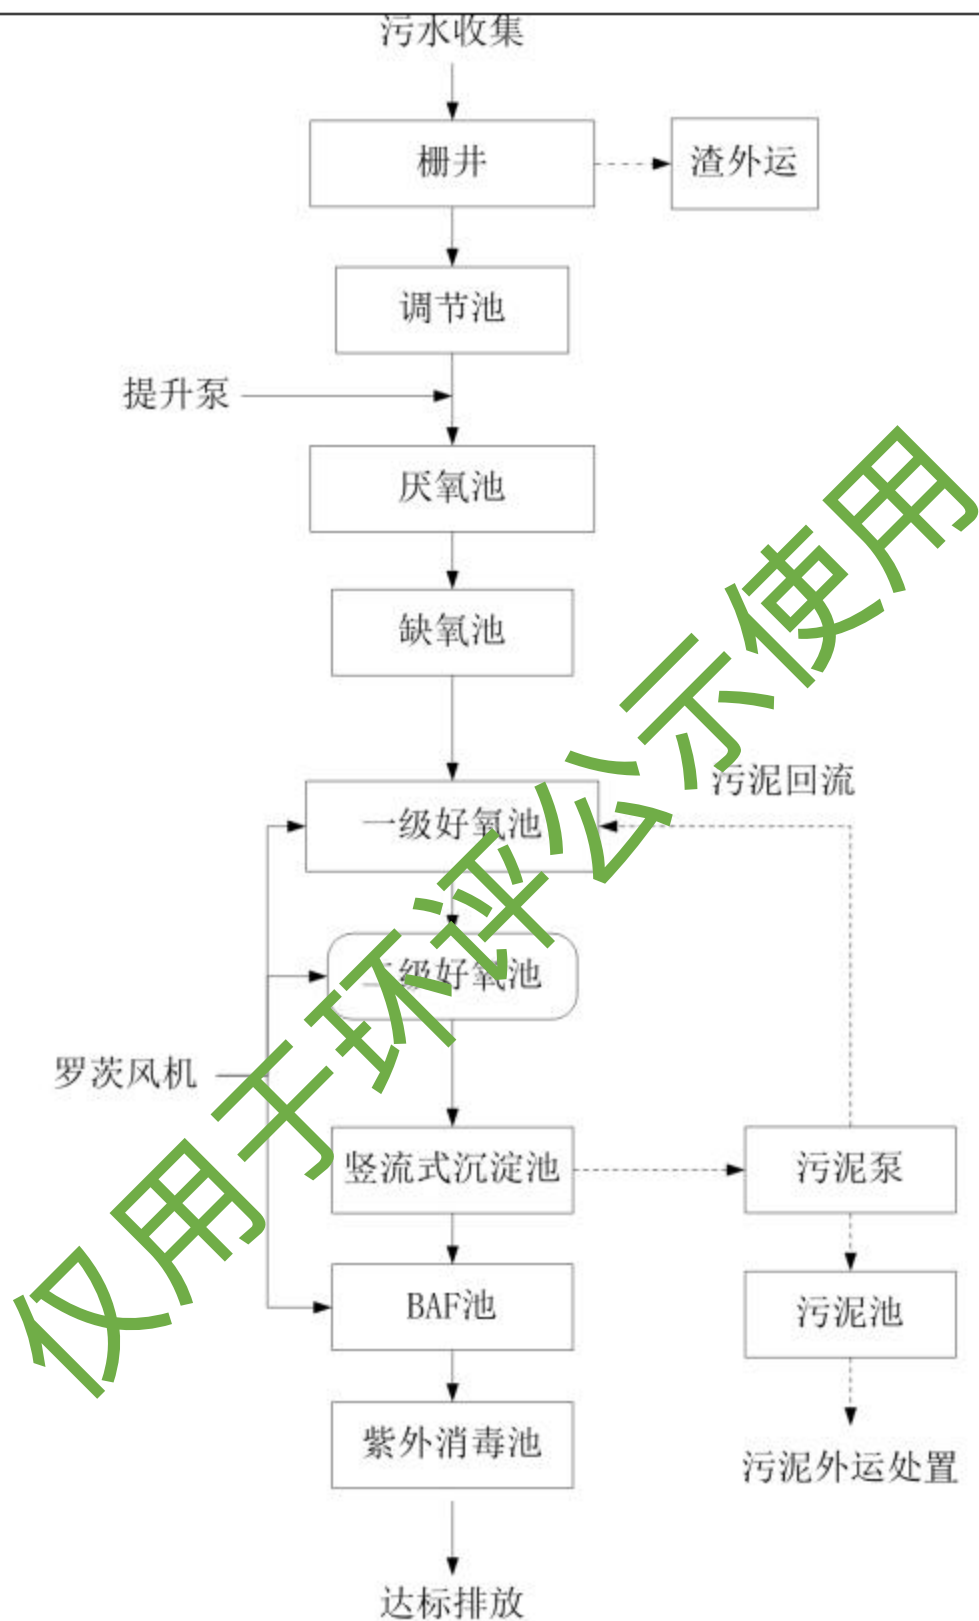 污水收集
栅井
渣外运
调节池
提升泵
厌氧池
缺氧池
污泥回流
一级好氧池
二级好氧池
罗茨风机
竖流式沉淀池
污泥泵
BAF池
污泥池
紫外消毒池
污泥外运处置
达标排放
仅用于环评公示使用